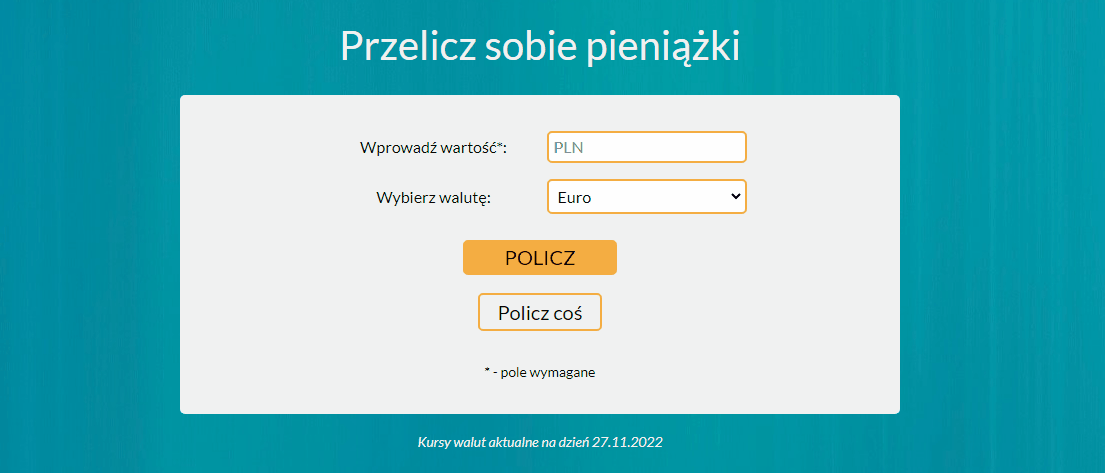 Przelicz sobie pieniążki
Wprowadź wartość*: PLN
Wybierz walutę: Euro
POLICZ
Policz coś
* - pole wymagane
Kursy walut aktualne na dzień 27.11.2022